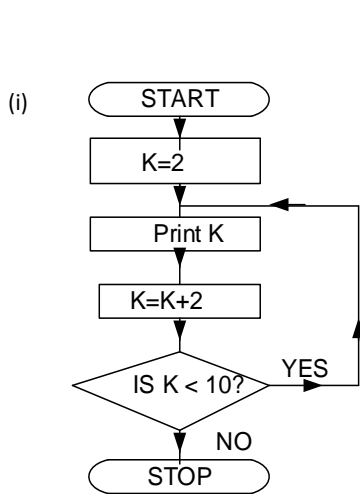 (i)
START
K=2
Print K
K=K+2
IS K < 10?
YES
NO
STOP